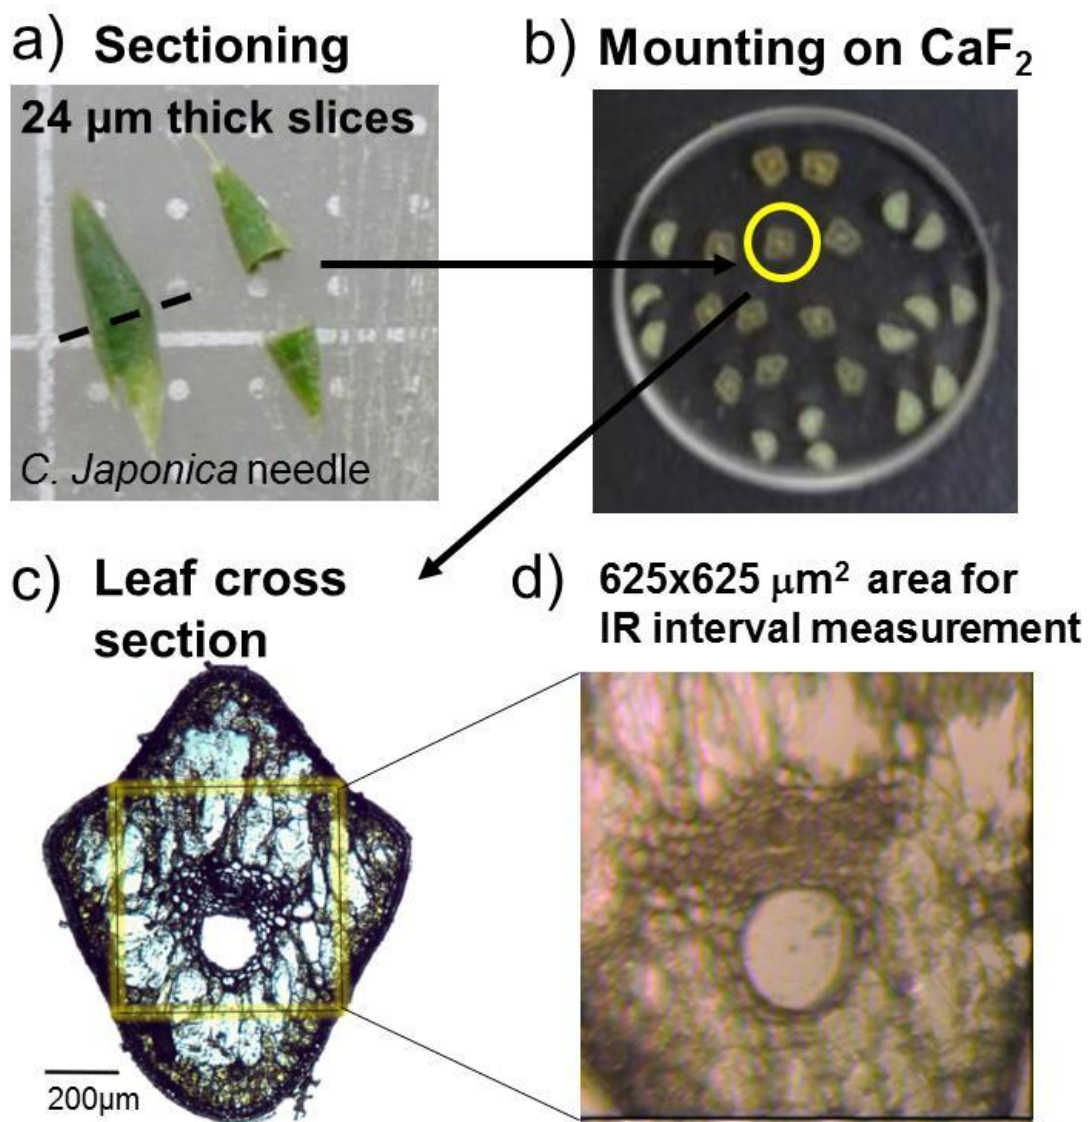 a) Sectioning
24 µm thick slices
C. Japonica needle
b) Mounting on CaF₂
c) Leaf cross
section
200µm
d) 625x625 µm² area for
IR interval measurement